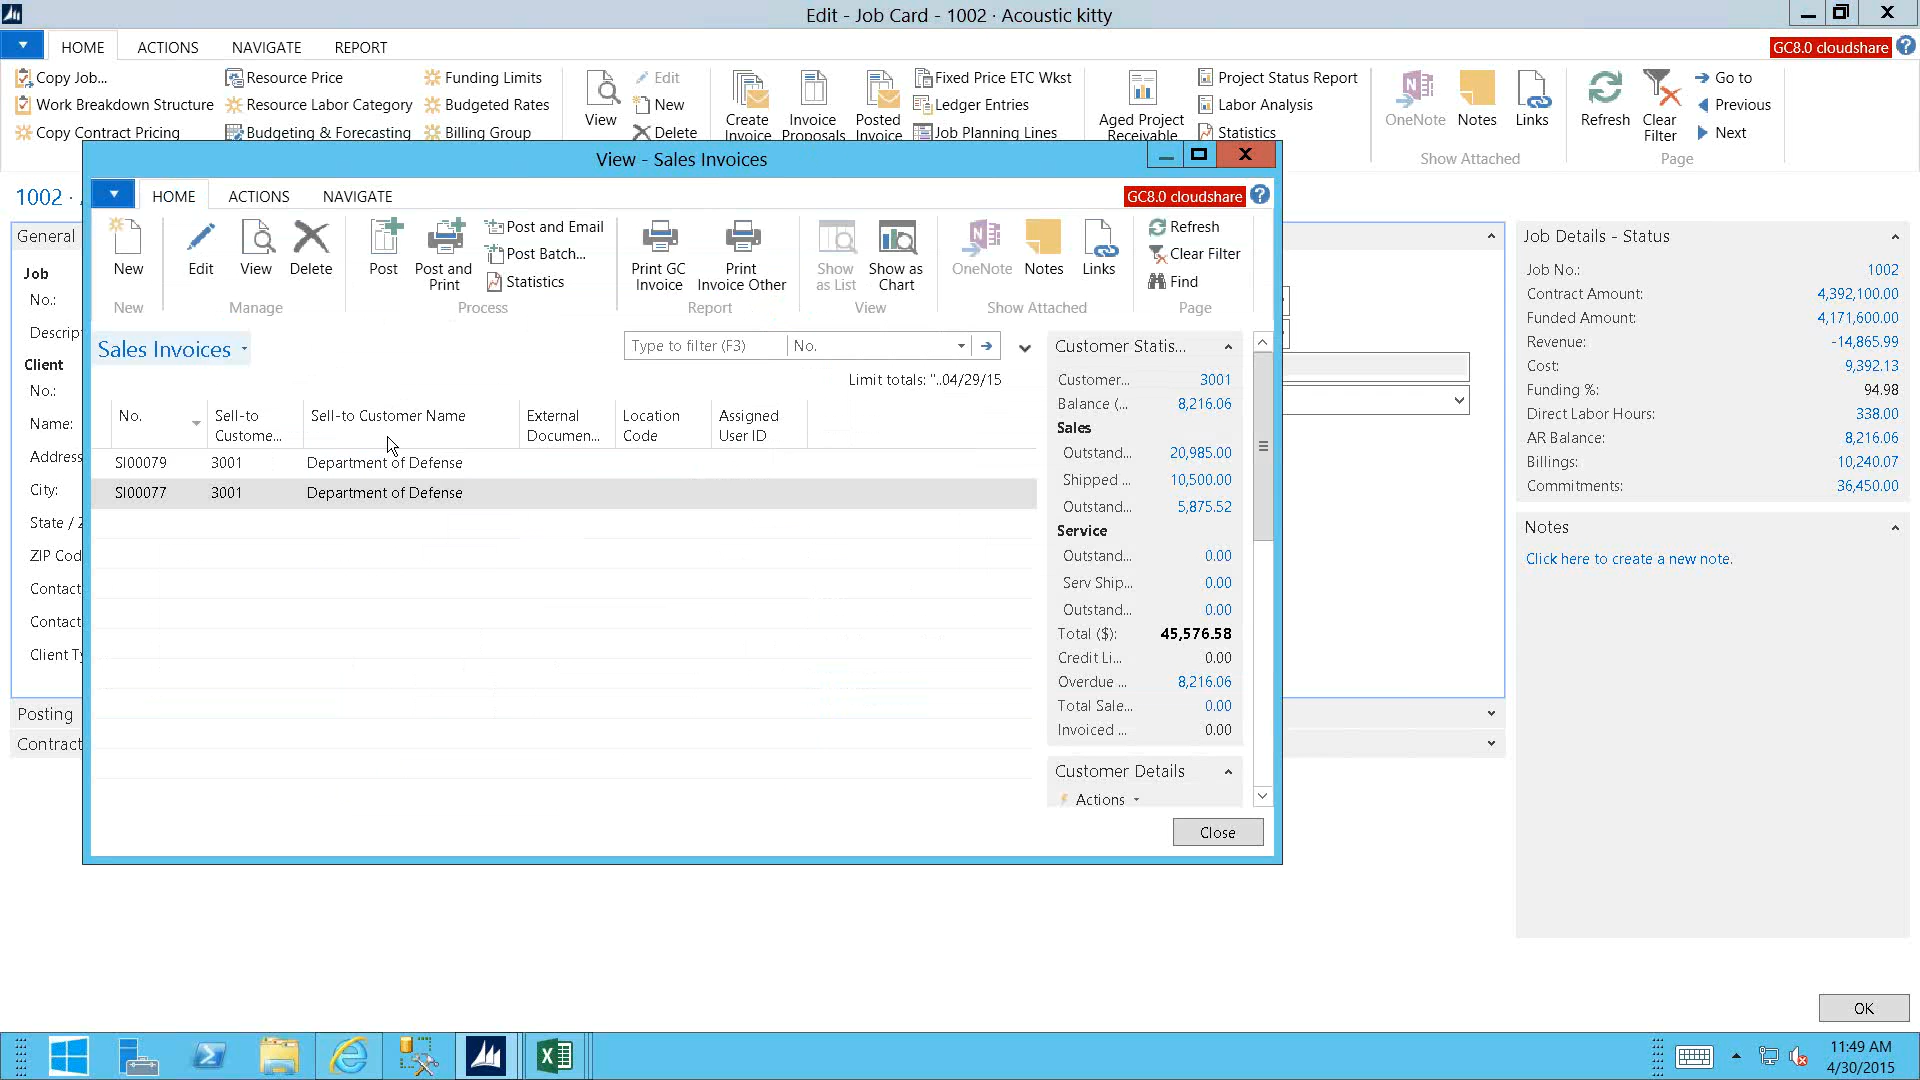 Edit - Job Card - 1002 · Acoustic kitty
HOME ACTIONS NAVIGATE REPORT
GC8.0 cloudshare
Copy Job...
Work Breakdown Structure
Copy Contract Pricing
Resource Price
Resource Labor Category
Budgeting & Forecasting
Funding Limits
Budgeted Rates
Billing Group
View
Edit
New
Delete
Create
Invoice
Invoice
Proposals
Posted
Invoice
Fixed Price ETC Wkst
Ledger Entries
Job Planning Lines
Aged Project
Receivable
Project Status Report
Labor Analysis
Statistics
OneNote
Notes
Links
Show Attached
Refresh
Clear
Filter
Go to
Previous
Next
Page
1002 ·
General
Job
No.:
Descrip
Client
No.:
Name:
Address
City:
State / Z
ZIP Cod
Contact
Contact
Client Ty
Posting
Contract
View - Sales Invoices
HOME ACTIONS NAVIGATE
GC8.0 cloudshare
New
New
Edit
View
Delete
Manage
Post
Post and
Print
Post and Email
Post Batch...
Statistics
Process
Print GC
Invoice
Print
Invoice Other
Report
Show
as List
Show as
Chart
View
OneNote
Notes
Links
Show Attached
Refresh
Clear Filter
Find
Page
Sales Invoices
Type to filter (F3) No.
Limit totals: ''..04/29/15
No.
Sell-to
Custome...
Sell-to Customer Name
External
Documen...
Location
Code
Assigned
User ID
SI00079 3001 Department of Defense
SI00077 3001 Department of Defense
Customer Statis...
Customer... 3001
Balance (... 8,216.06
Sales
Outstand... 20,985.00
Shipped ... 10,500.00
Outstand... 5,875.52
Service
Outstand... 0.00
Serv Ship... 0.00
Outstand... 0.00
Total ($): 45,576.58
Credit Li... 0.00
Overdue ... 8,216.06
Total Sale... 0.00
Invoiced ... 0.00
Customer Details
Actions
Close
Job Details - Status
Job No.: 1002
Contract Amount: 4,392,100.00
Funded Amount: 4,171,600.00
Revenue: -14,865.99
Cost: 9,392.13
Funding %: 94.98
Direct Labor Hours: 338.00
AR Balance: 8,216.06
Billings: 10,240.07
Commitments: 36,450.00
Notes
Click here to create a new note.
OK
11:49 AM
4/30/2015